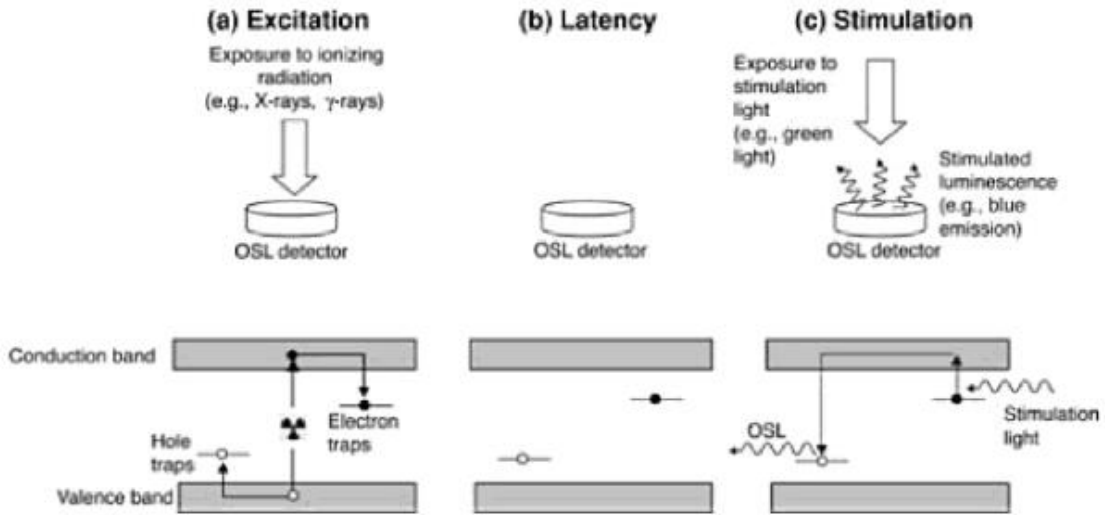 (a) Excitation
Exposure to ionizing
radiation
(e.g., X-rays, γ-rays)
OSL detector
(b) Latency
OSL detector
(c) Stimulation
Exposure to
stimulation
light
(e.g., green
light)
Stimulated
luminescence
(e.g., blue
emission)
OSL detector
Conduction band
Electron
traps
Hole
traps
Valence band
OSL
Stimulation
light